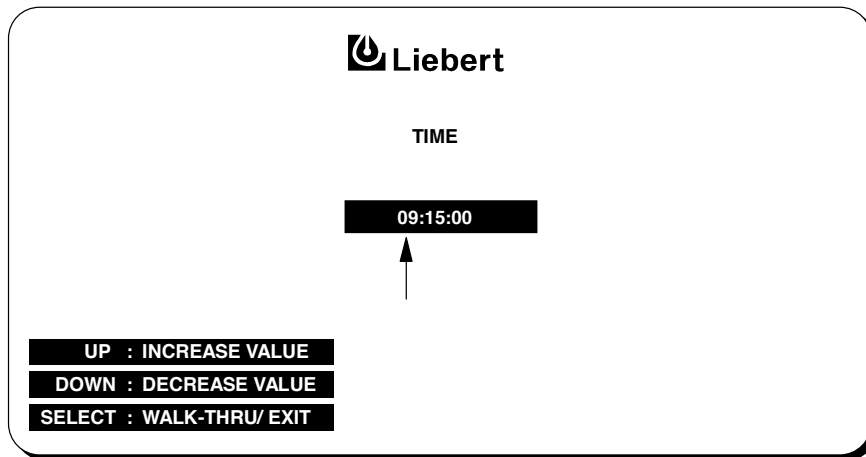 Liebert
TIME
09:15:00
UP : INCREASE VALUE
DOWN : DECREASE VALUE
SELECT : WALK-THRU/ EXIT